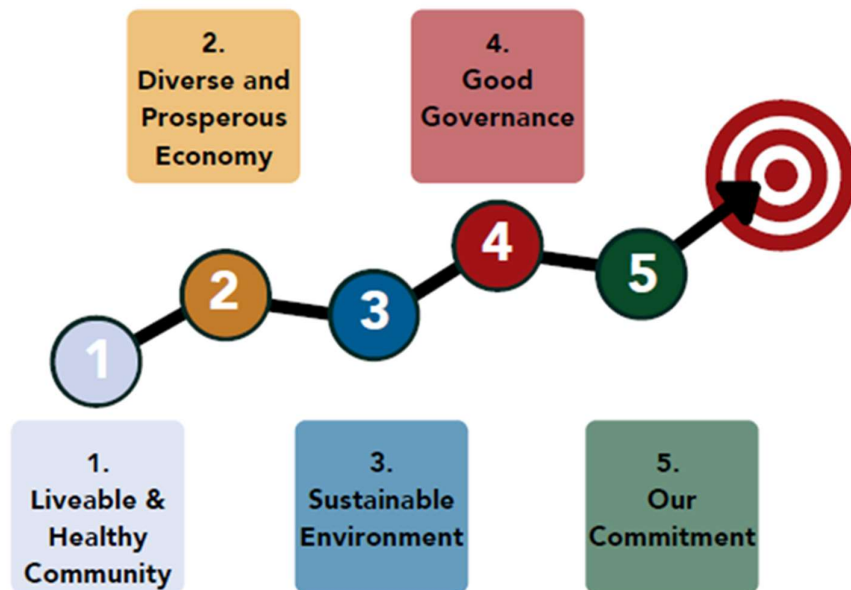 2.
Diverse and
Prosperous
Economy
4.
Good
Governance
1
2
3
4
5
1.
Liveable &
Healthy
Community
3.
Sustainable
Environment
5.
Our
Commitment